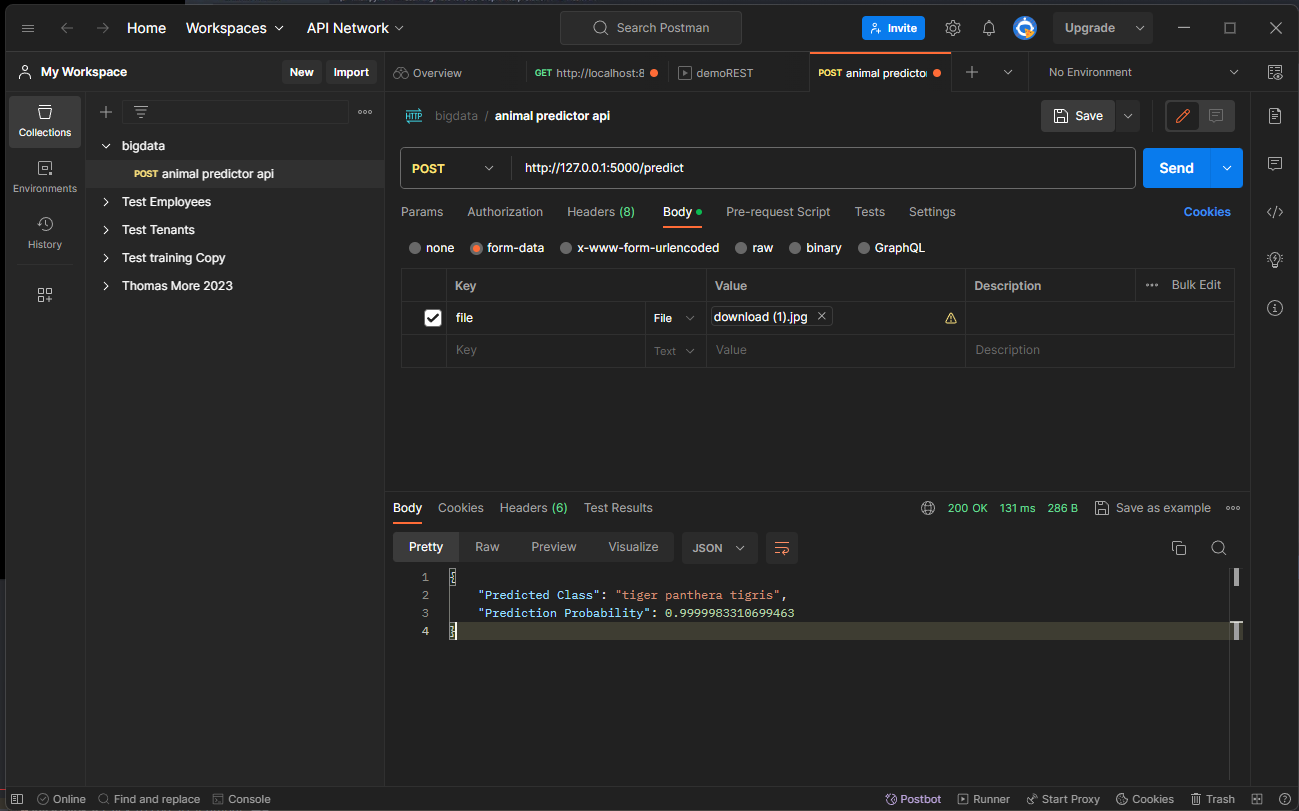 Home Workspaces API Network Search Postman Invite Upgrade
My Workspace New Import Overview GET http://localhost:8 demoREST POST animal predictor No Environment
Collections
Environments
History
bigdata
POST animal predictor api
Test Employees
Test Tenants
Test training Copy
Thomas More 2023
HTTP bigdata / animal predictor api Save
POST http://127.0.0.1:5000/predict Send
Params Authorization Headers (8) Body Pre-request Script Tests Settings Cookies
none form-data x-www-form-urlencoded raw binary GraphQL
Key Value Description Bulk Edit
file File download (1).jpg
Key Text Value Description
Body Cookies Headers (6) Test Results 200 OK 131 ms 286 B Save as example
Pretty Raw Preview Visualize JSON
1 {
2 "Predicted Class": "tiger panthera tigris",
3 "Prediction Probability": 0.9999983310699463
4 }
Online Find and replace Console Postbot Runner Start Proxy Cookies Trash